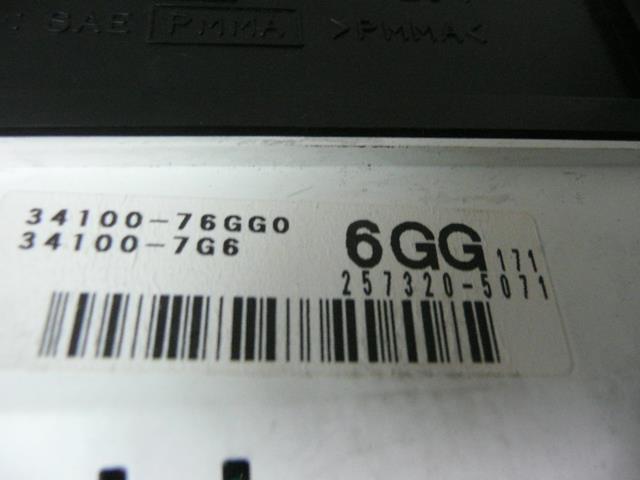 SAE PMMA >PMMA<
34100-76GG0
34100-7G6
6GG 171
257320-5071